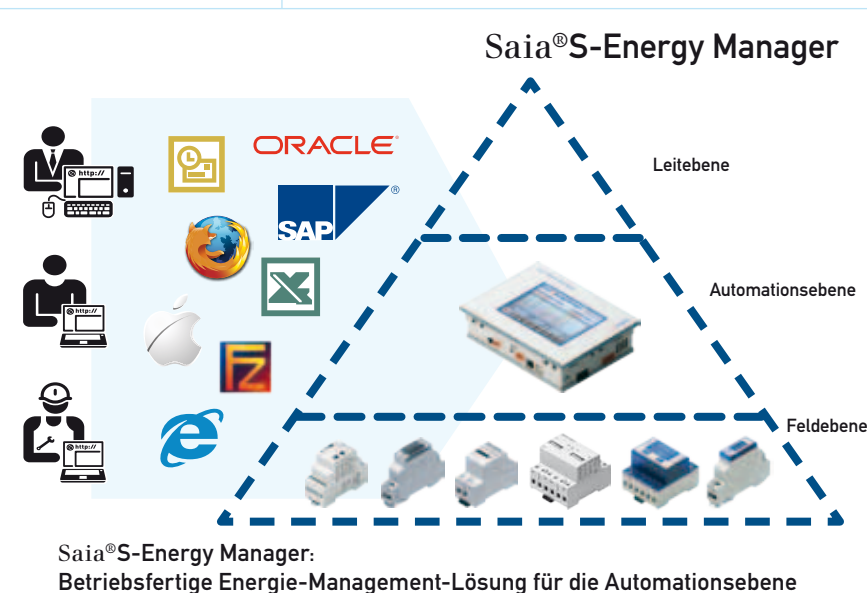 Saia®S-Energy Manager
Leitebene
Automationsebene
Feldebene
@ http://
@ http://
@ http://
ORACLE®
SAP®
X
Fz
e
Saia®S-Energy Manager:
Betriebsfertige Energie-Management-Lösung für die Automationsebene